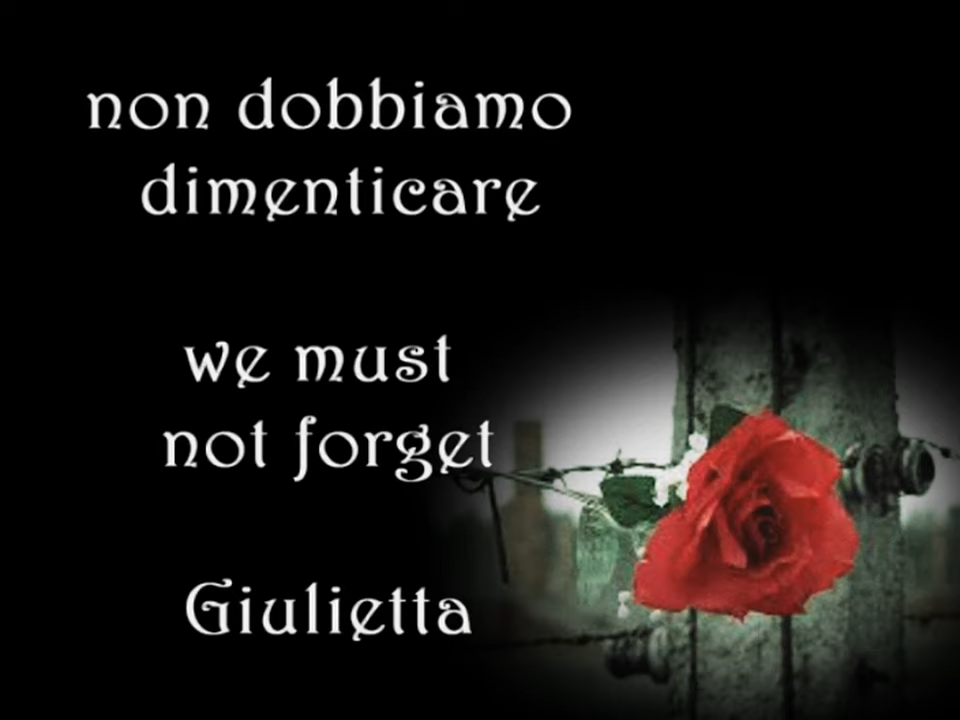 non dobbiamo
dimenticare
we must
not forget
Giulietta